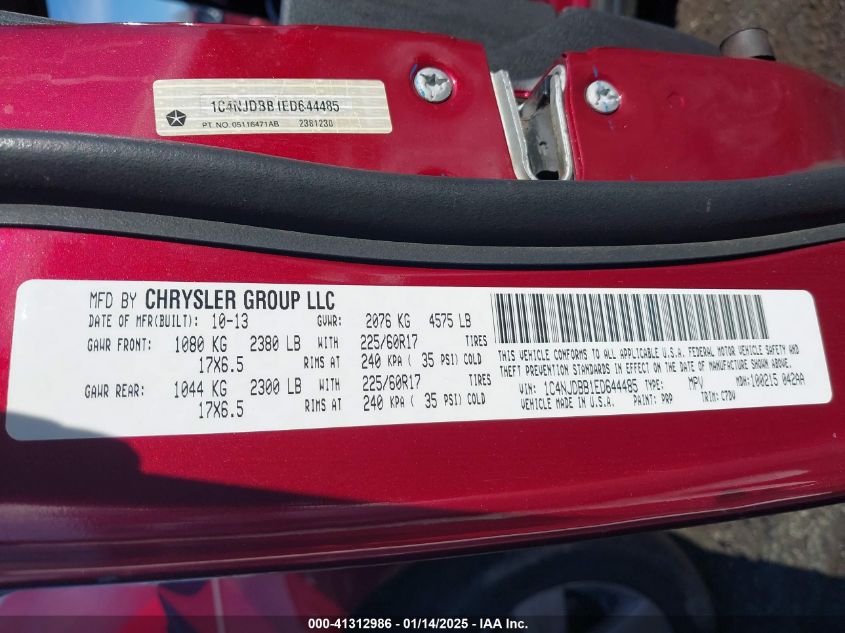 1C4NJDBB1ED644485
PT. NO. 05116471AB 2381230
MFD BY CHRYSLER GROUP LLC
DATE OF MFR(BUILT): 10-13 GVWR: 2076 KG 4575 LB
GAWR FRONT: 1080 KG 2380 LB WITH 225/60R17 TIRES
17X6.5 RIMS AT 240 KPA ( 35 PSI) COLD
GAWR REAR: 1044 KG 2300 LB WITH 225/60R17 TIRES
17X6.5 RIMS AT 240 KPA ( 35 PSI) COLD
THIS VEHICLE CONFORMS TO ALL APPLICABLE U.S.A. FEDERAL MOTOR VEHICLE SAFETY AND
THEFT PREVENTION STANDARDS IN EFFECT ON THE DATE OF MANUFACTURE SHOWN ABOVE.
VIN: 1C4NJDBB1ED644485 TYPE: MPV MDH: 100215 042AA
VEHICLE MADE IN U.S.A. PAINT: PRP TRIM: C7DV
000-41312986 - 01/14/2025 - IAA Inc.